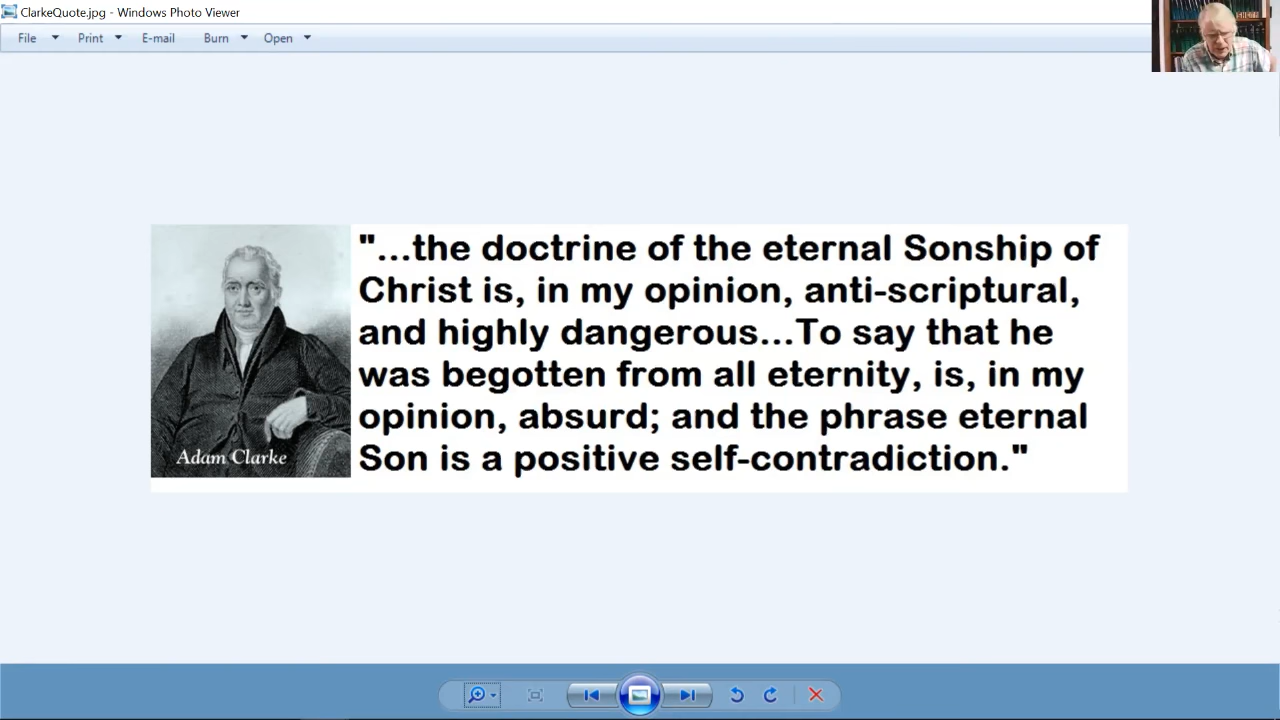 ClarkeQuote.jpg - Windows Photo Viewer
File Print E-mail Burn Open
"...the doctrine of the eternal Sonship of
Christ is, in my opinion, anti-scriptural,
and highly dangerous...To say that he
was begotten from all eternity, is, in my
opinion, absurd; and the phrase eternal
Son is a positive self-contradiction."
Adam Clarke